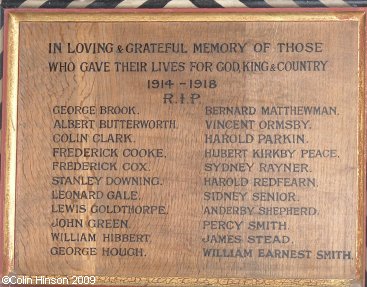 IN LOVING & GRATEFUL MEMORY OF THOSE
WHO GAVE THEIR LIVES FOR GOD, KING & COUNTRY
1914-1918
R.I.P
GEORGE BROOK.
ALBERT BUTTERWORTH.
COLIN CLARK.
FREDERICK COOKE.
FREDERICK COX.
STANLEY DOWNING.
LEONARD GALE.
LEWIS GOLDTHORPE.
JOHN GREEN.
WILLIAM HIBBERT.
GEORGE HOUGH.
BERNARD MATTHEWMAN.
VINCENT ORMSBY.
HAROLD PARKIN.
HUBERT KIRKBY PEACE.
SYDNEY RAYNER.
HAROLD REDFEARN.
SIDNEY SENIOR.
ANDERBY SHEPHERD.
PERCY SMITH.
JAMES STEAD.
WILLIAM EARNEST SMITH.
©Colin Hinson 2009